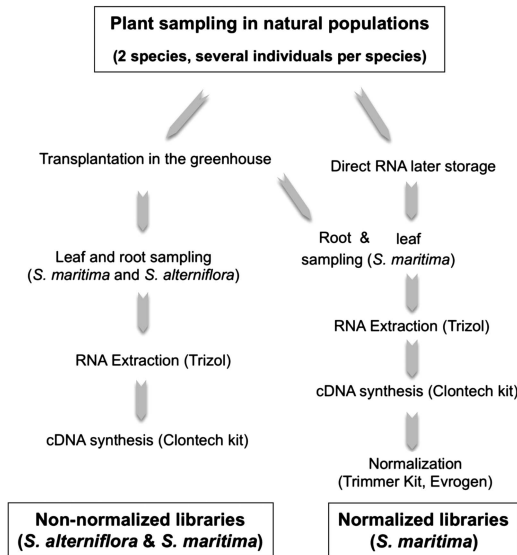 Plant sampling in natural populations
(2 species, several individuals per species)
Transplantation in the greenhouse
Direct RNA later storage
Leaf and root sampling
(S. maritima and S. alterniflora)
Root & leaf
sampling (S. maritima)
RNA Extraction (Trizol)
RNA Extraction (Trizol)
cDNA synthesis (Clontech kit)
cDNA synthesis (Clontech kit)
Normalization
(Trimmer Kit, Evrogen)
Non-normalized libraries
(S. alterniflora & S. maritima)
Normalized libraries
(S. maritima)